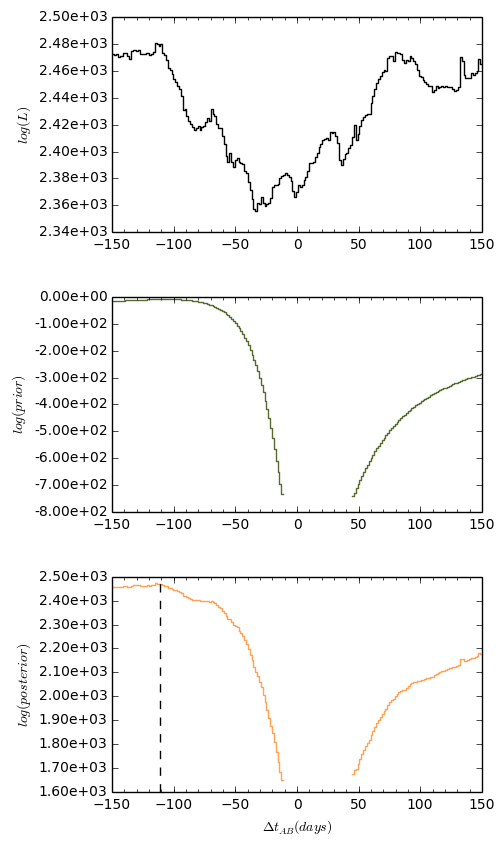 2.50e+03
2.48e+03
2.46e+03
2.44e+03
2.42e+03
2.40e+03
2.38e+03
2.36e+03
2.34e+03
log(L)
−150 −100 −50 0 50 100 150
0.00e+00
-1.00e+02
-2.00e+02
-3.00e+02
-4.00e+02
-5.00e+02
-6.00e+02
-7.00e+02
-8.00e+02
log(prior)
−150 −100 −50 0 50 100 150
2.50e+03
2.40e+03
2.30e+03
2.20e+03
2.10e+03
2.00e+03
1.90e+03
1.80e+03
1.70e+03
1.60e+03
log(posterior)
−150 −100 −50 0 50 100 150
Δt_AB(days)